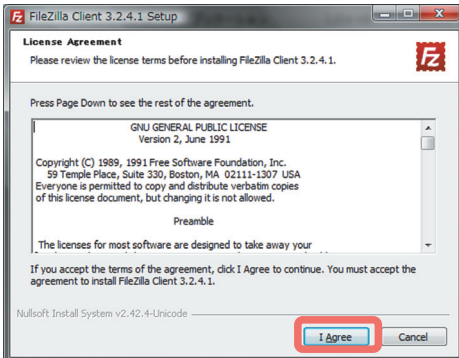 FileZilla Client 3.2.4.1 Setup
License Agreement
Please review the license terms before installing FileZilla Client 3.2.4.1.
Press Page Down to see the rest of the agreement.
GNU GENERAL PUBLIC LICENSE
Version 2, June 1991
Copyright (C) 1989, 1991 Free Software Foundation, Inc.
59 Temple Place, Suite 330, Boston, MA 02111-1307 USA
Everyone is permitted to copy and distribute verbatim copies
of this license document, but changing it is not allowed.
Preamble
The licenses for most software are designed to take away your
If you accept the terms of the agreement, click I Agree to continue. You must accept the
agreement to install FileZilla Client 3.2.4.1.
Nullsoft Install System v2.42.4-Unicode
I Agree
Cancel